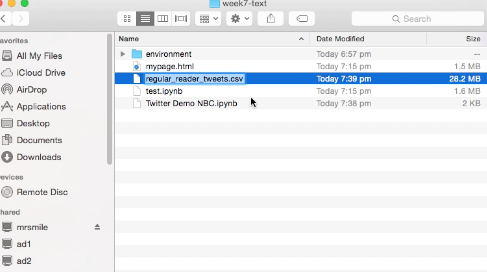 week7-text
Search
avorites
All My Files
iCloud Drive
AirDrop
Applications
Desktop
Documents
Downloads
evices
Remote Disc
hared
mrsmile
ad1
ad2
Name Date Modified Size
environment Today 6:57 pm --
mypage.html Today 7:15 pm 1.5 MB
regular_reader_tweets.csv Today 7:39 pm 28.2 MB
test.ipynb Today 7:15 pm 1.6 MB
Twitter Demo NBC.ipynb Today 7:38 pm 2 KB